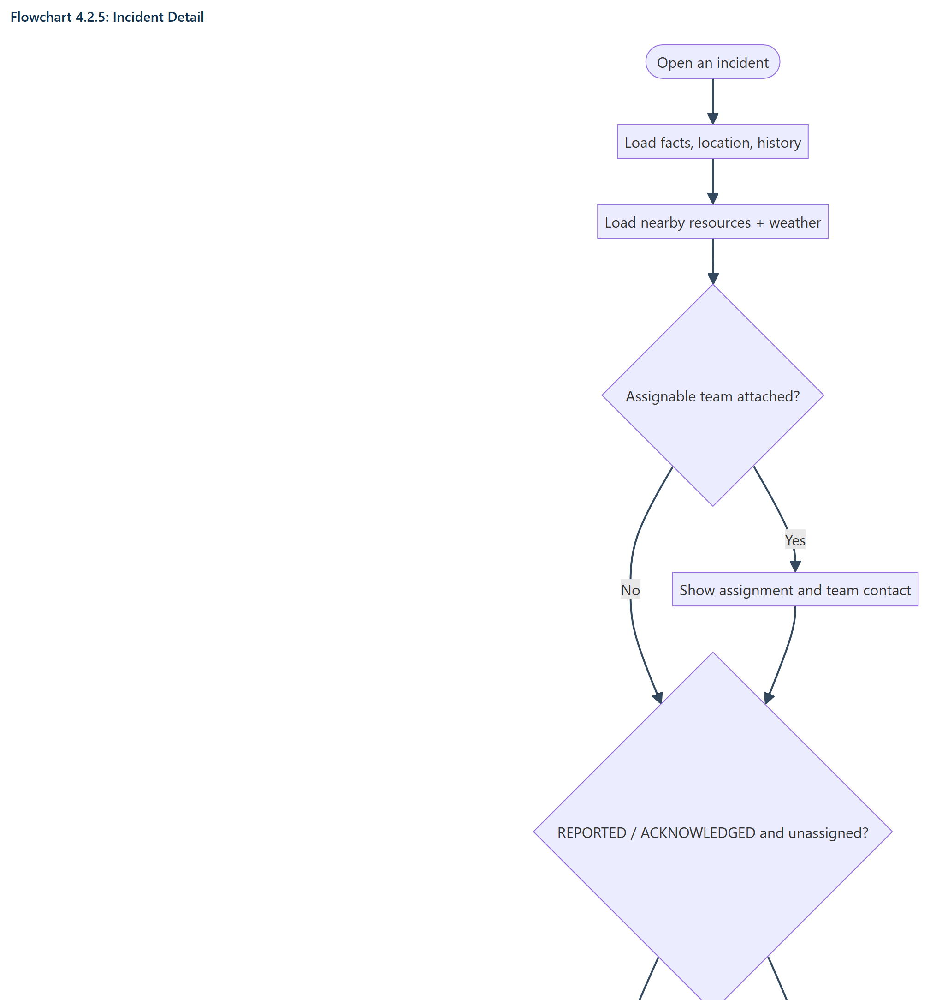 Flowchart 4.2.5: Incident Detail
Open an incident
Load facts, location, history
Load nearby resources + weather
Assignable team attached?
Yes
No
Show assignment and team contact
REPORTED / ACKNOWLEDGED and unassigned?